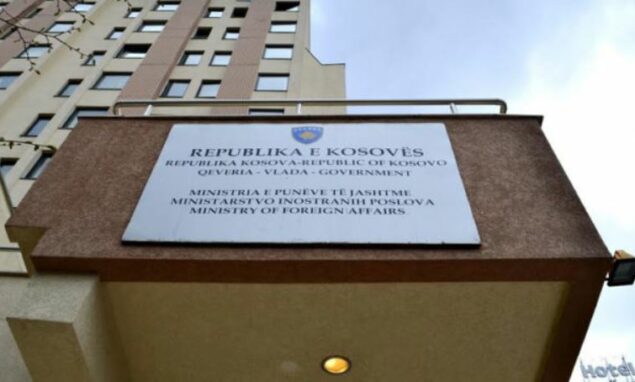 REPUBLIKA E KOSOVËS
REPUBLIKA KOSOVA-REPUBLIC OF KOSOVO
QEVERIA - VLADA - GOVERNMENT
MINISTRIA E PUNËVE TË JASHTME
MINISTARSTVO INOSTRANIH POSLOVA
MINISTRY OF FOREIGN AFFAIRS
Hotel